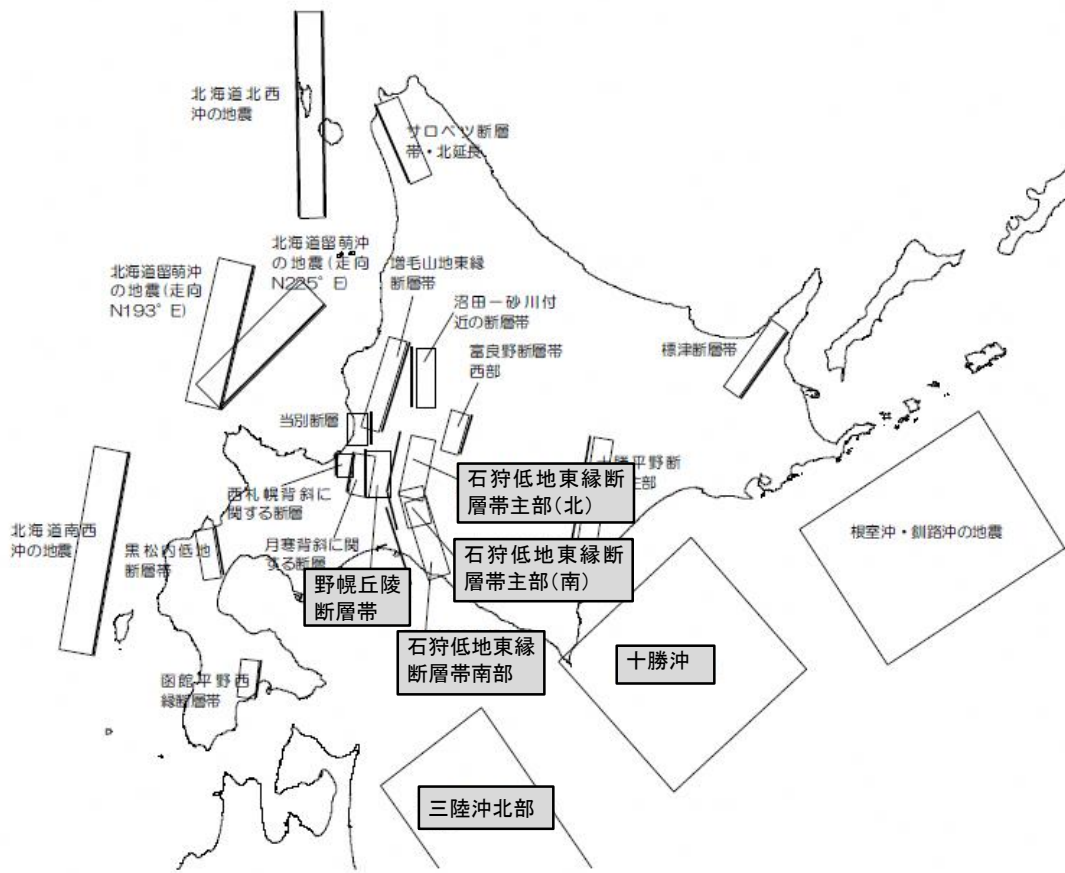 北海道北西
沖の地震
サロベツ断層
帯・北延長
北海道留萌沖
の地震(走向
N225° E)
北海道留萌沖
の地震(走向
N193° E)
増毛山地東縁
断層帯
沼田－砂川付
近の断層帯
富良野断層帯
西部
標津断層帯
当別断層
西札幌背斜に
関する断層
月寒背斜に関
する断層
北海道南西
沖の地震
黒松内低地
断層帯
野幌丘陵
断層帯
石狩低地東縁断
層帯主部(北)
石狩低地東縁断
層帯主部(南)
石狩低地東縁
断層帯南部
十勝平野断
主部
根室沖・釧路沖の地震
十勝沖
函館平野西
縁断層帯
三陸沖北部